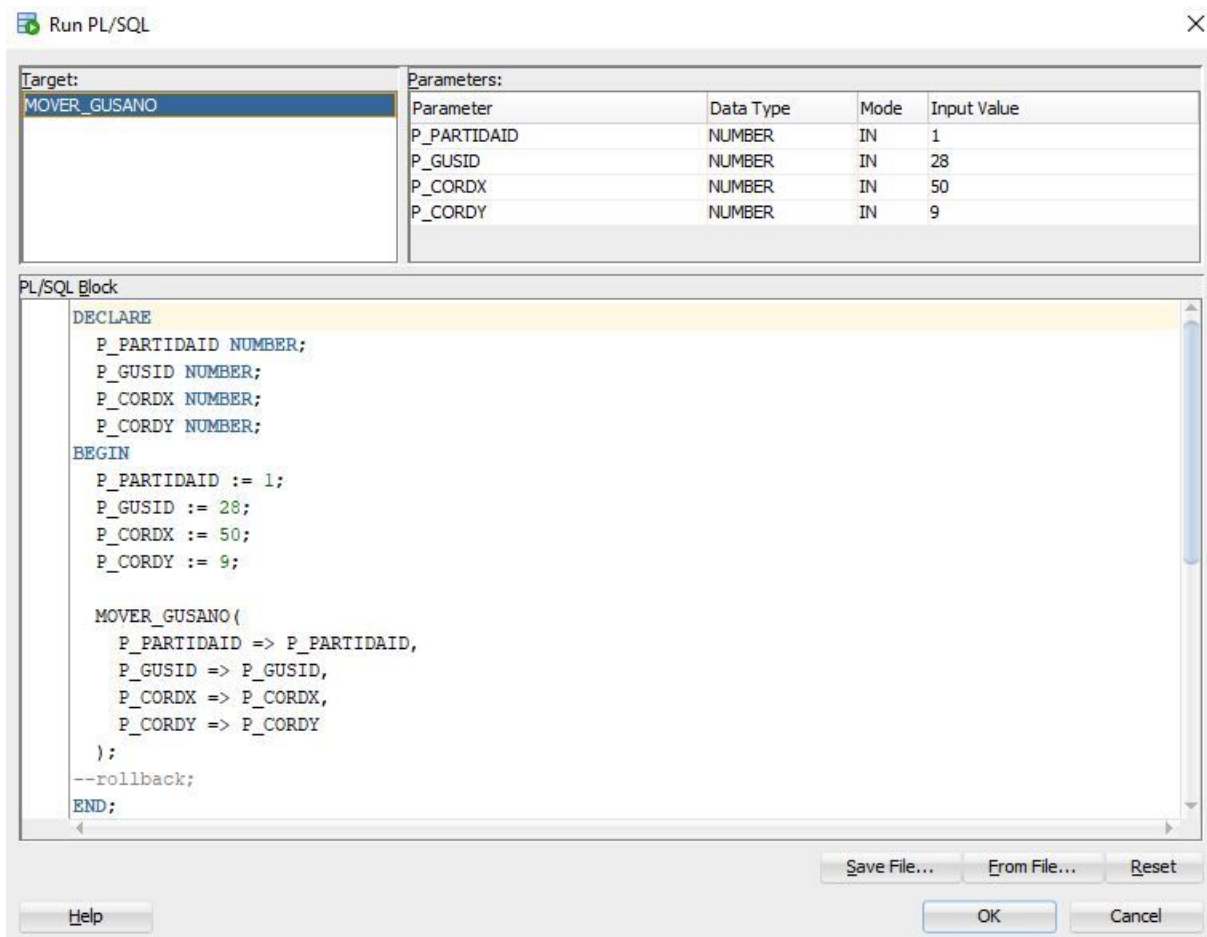 Run PL/SQL
Target:
MOVER_GUSANO
Parameters:
Parameter Data Type Mode Input Value
P_PARTIDAID NUMBER IN 1
P_GUSID NUMBER IN 28
P_CORDX NUMBER IN 50
P_CORDY NUMBER IN 9
PL/SQL Block
DECLARE
P_PARTIDAID NUMBER;
P_GUSID NUMBER;
P_CORDX NUMBER;
P_CORDY NUMBER;
BEGIN
P_PARTIDAID := 1;
P_GUSID := 28;
P_CORDX := 50;
P_CORDY := 9;
MOVER_GUSANO(
P_PARTIDAID => P_PARTIDAID,
P_GUSID => P_GUSID,
P_CORDX => P_CORDX,
P_CORDY => P_CORDY
);
--rollback;
END;
Save File... From File... Reset
Help OK Cancel